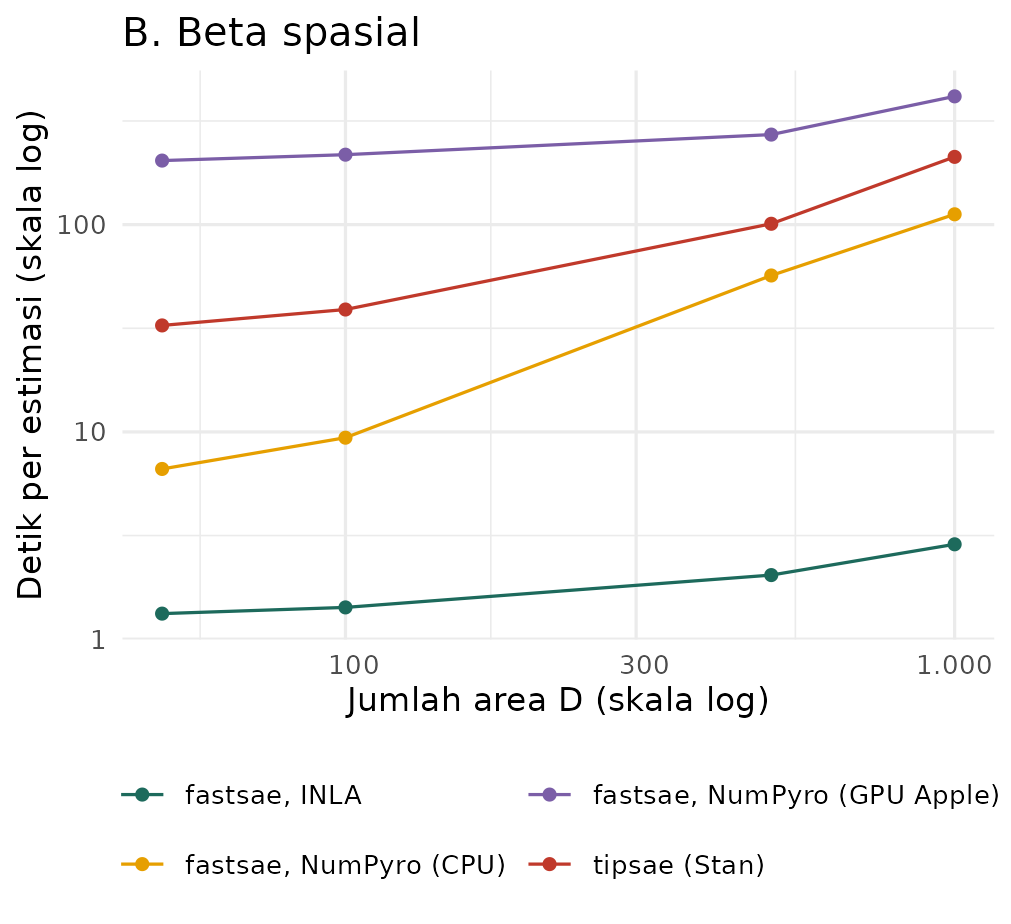 B. Beta spasial
Detik per estimasi (skala log)
100
10
1
100 300 1.000
Jumlah area D (skala log)
fastsae, INLA
fastsae, NumPyro (GPU Apple)
fastsae, NumPyro (CPU)
tipsae (Stan)